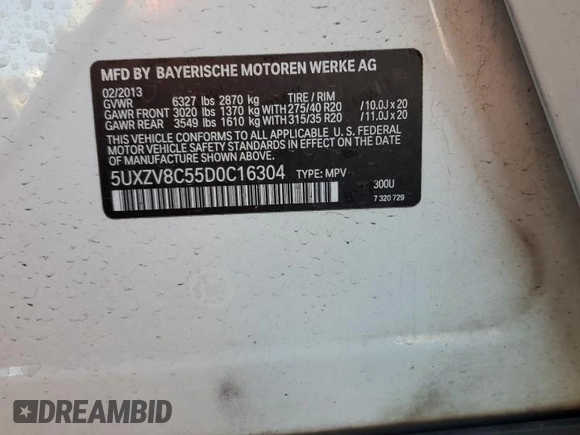 MFD BY BAYERISCHE MOTOREN WERKE AG
02/2013
GVWR 6327 lbs 2870 kg TIRE / RIM
GAWR FRONT 3020 lbs 1370 kg WITH 275/40 R20 /10.0J x 20
GAWR REAR 3549 lbs 1610 kg WITH 315/35 R20 /11.0J x 20
THIS VEHICLE CONFORMS TO ALL APPLICABLE U. S. FEDERAL
MOTOR VEHICLE SAFETY STANDARDS IN EFFECT ON THE DATE
OF MANUFACTURE SHOWN ABOVE.
5UXZV8C55D0C16304 TYPE: MPV
300U
7 320 729
DREAMBID